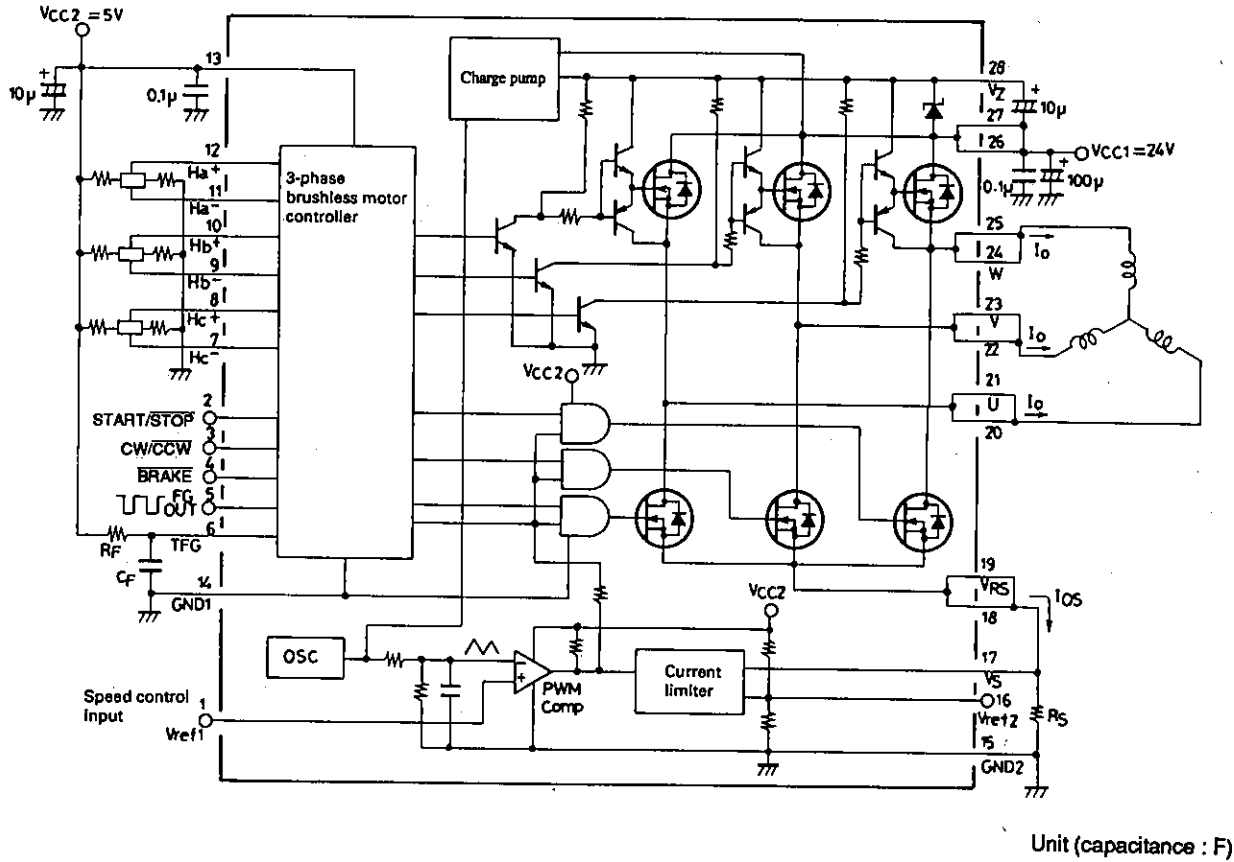 VCC2 = 5V
13
10μ
+
0.1μ
12
Ha+
11
Ha-
10
Hb+
9
Hb-
8
Hc+
7
Hc-
2
START/STOP
3
CW/CCW
4
BRAKE
5
FG
OUT
6
TFG
RF
CF
14
GND1
3-phase
brushless motor
controller
Charge pump
28
VZ
+
10μ
27
26
VCC1 = 24V
0.1μ
+
100μ
25
IO
24
W
23
V
IO
22
21
U
IO
20
VCC2
19
VRS
IOS
18
VCC2
OSC
-
+
PWM
Comp
Current
limiter
17
VS
16
Vref2
RS
15
GND2
Speed control
input
1
Vref1
Unit (capacitance : F)